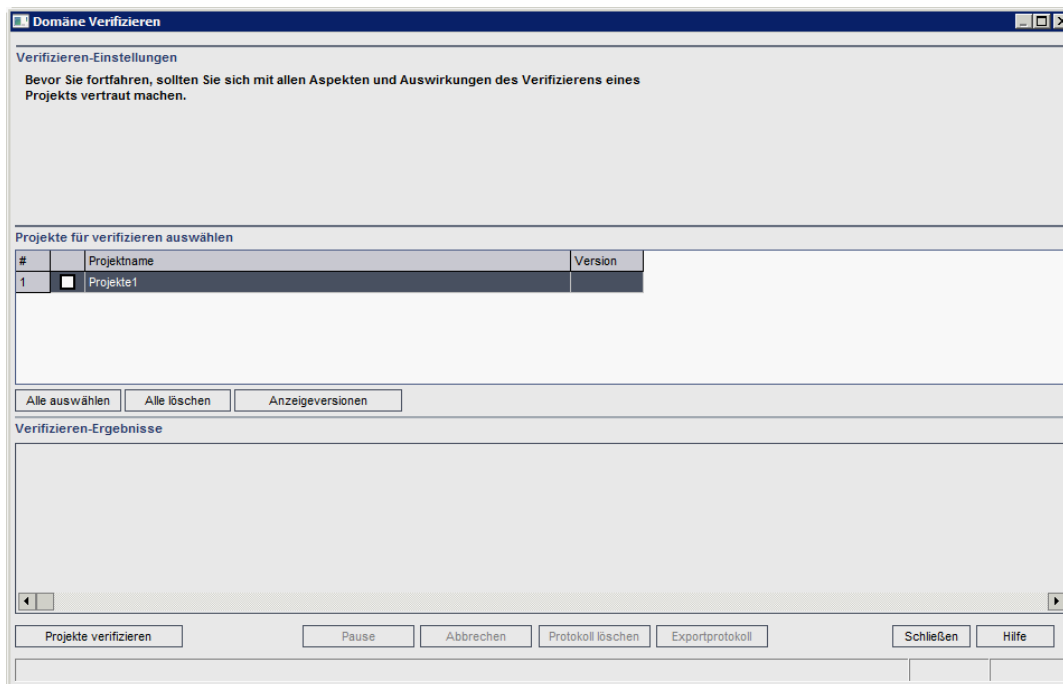 Domäne Verifizieren
Verifizieren-Einstellungen
Bevor Sie fortfahren, sollten Sie sich mit allen Aspekten und Auswirkungen des Verifizierens eines
Projekts vertraut machen.
Projekte für verifizieren auswählen
# Projektname Version
1 Projekte1
Alle auswählen Alle löschen Anzeigeversionen
Verifizieren-Ergebnisse
Projekte verifizieren Pause Abbrechen Protokoll löschen Exportprotokoll Schließen Hilfe